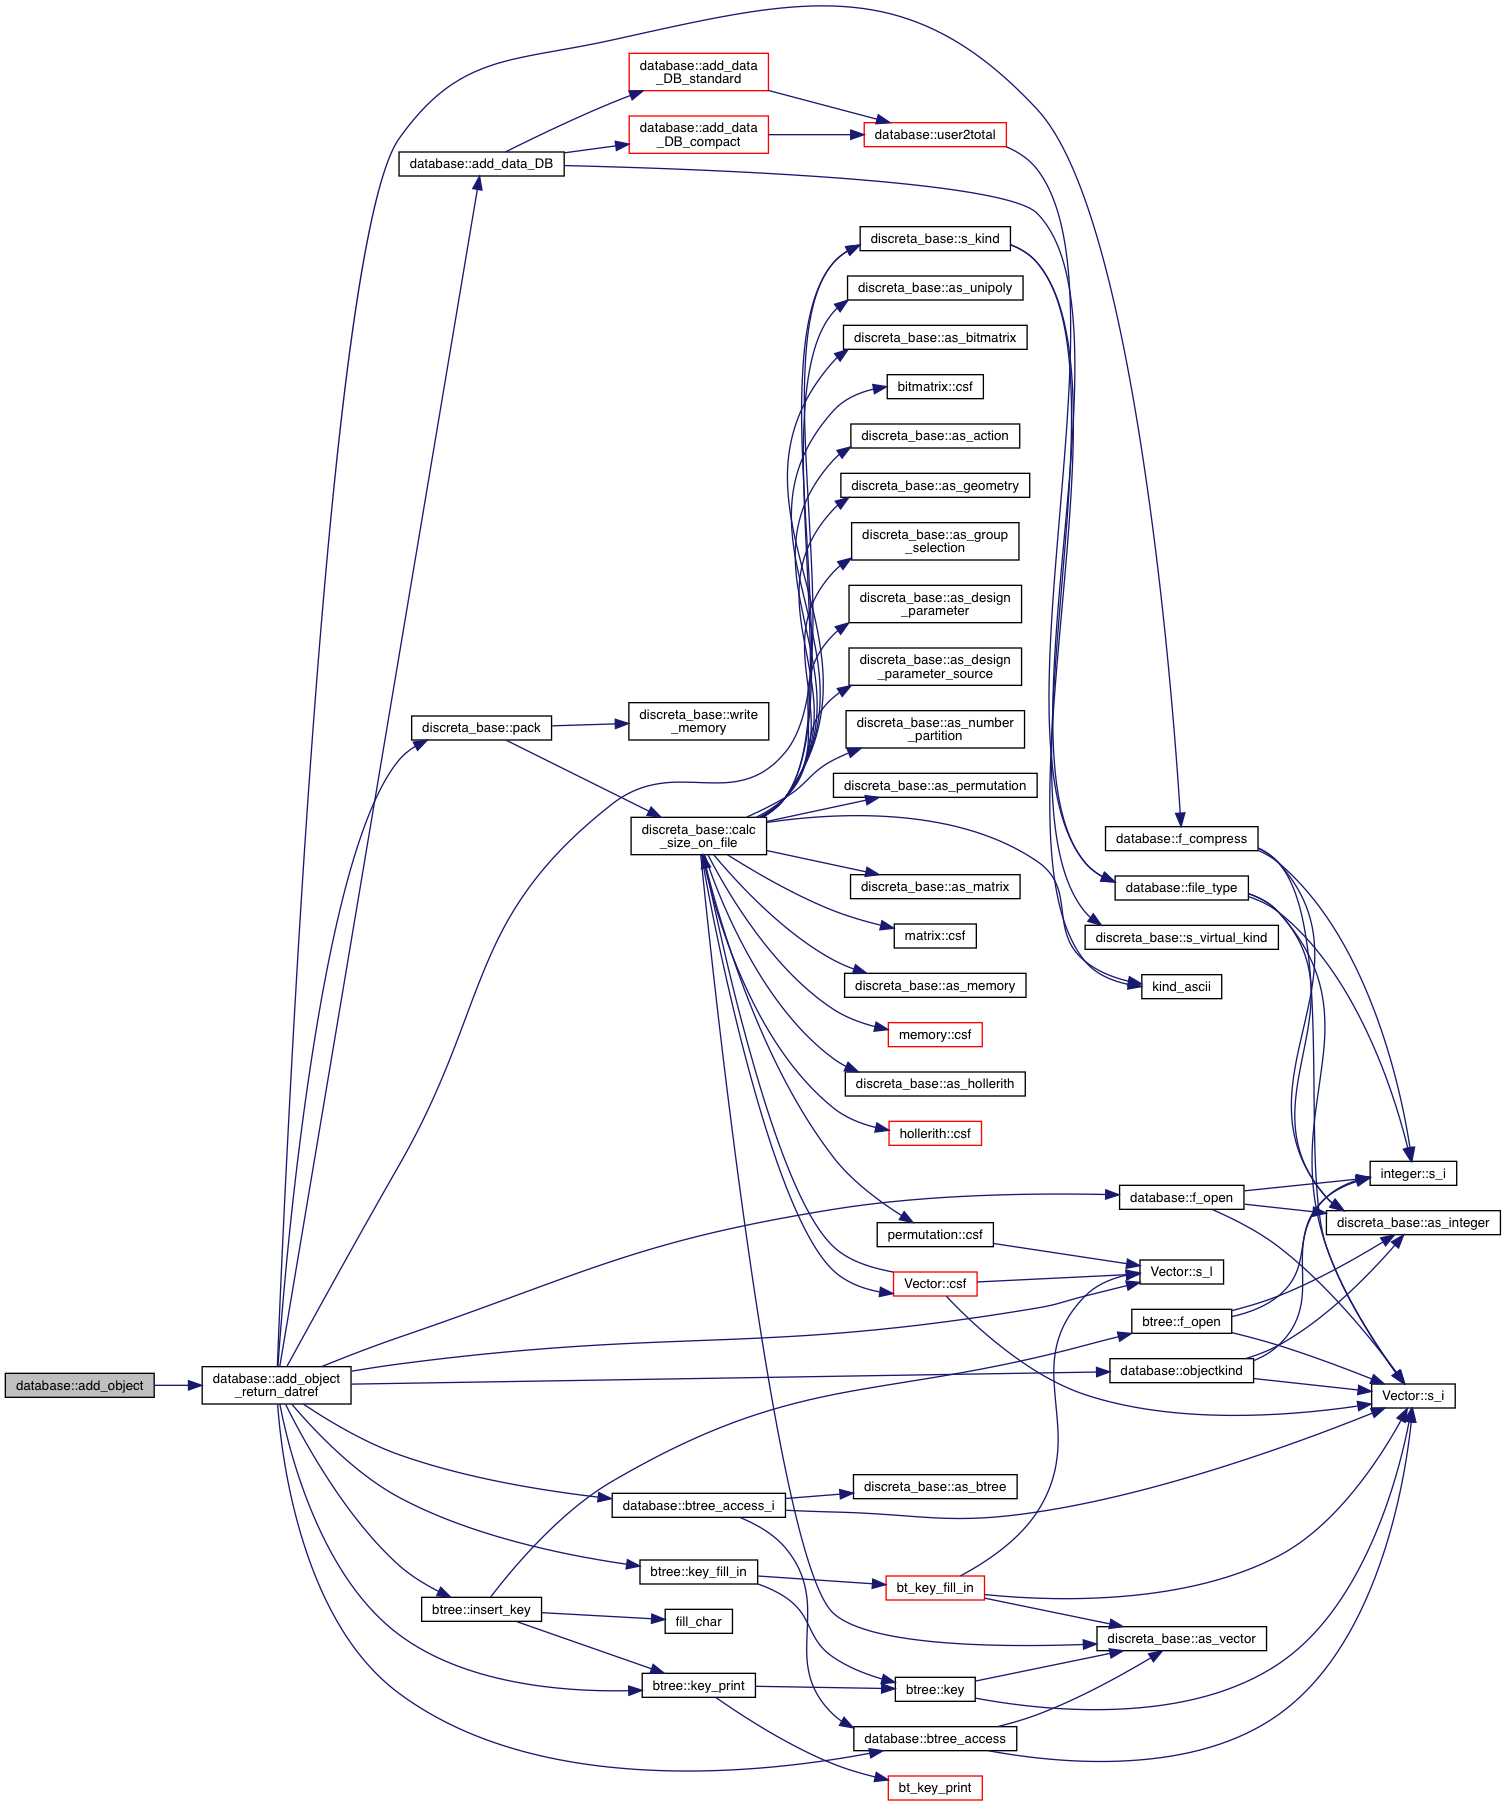 database::add_data
_DB_standard
database::add_data
_DB_compact
database::user2total
database::add_data_DB
discreta_base::s_kind
discreta_base::as_unipoly
discreta_base::as_bitmatrix
bitmatrix::csf
discreta_base::as_action
discreta_base::as_geometry
discreta_base::as_group
_selection
discreta_base::as_design
_parameter
discreta_base::as_design
_parameter_source
discreta_base::write
_memory
discreta_base::pack
discreta_base::as_number
_partition
discreta_base::as_permutation
discreta_base::calc
_size_on_file
database::f_compress
discreta_base::as_matrix
database::file_type
matrix::csf
discreta_base::s_virtual_kind
discreta_base::as_memory
kind_ascii
memory::csf
discreta_base::as_hollerith
hollerith::csf
integer::s_i
database::f_open
discreta_base::as_integer
permutation::csf
Vector::s_l
Vector::csf
btree::f_open
database::objectkind
database::add_object
database::add_object
_return_datref
Vector::s_i
discreta_base::as_btree
database::btree_access_i
btree::key_fill_in
bt_key_fill_in
btree::insert_key
fill_char
discreta_base::as_vector
btree::key_print
btree::key
database::btree_access
bt_key_print